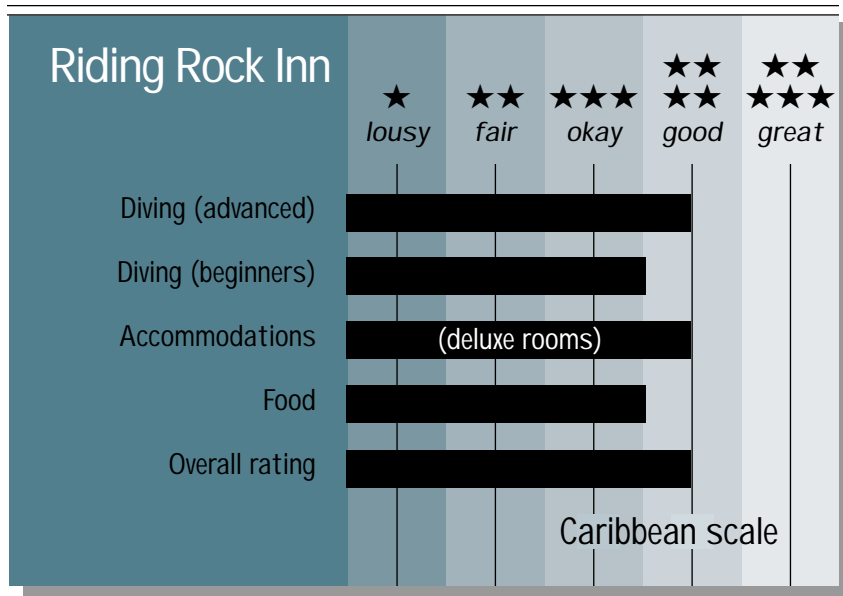 Riding Rock Inn
★ ★★ ★★★ ★★★★ ★★★★★
lousy fair okay good great
Diving (advanced)
Diving (beginners)
Accommodations (deluxe rooms)
Food
Overall rating
Caribbean scale